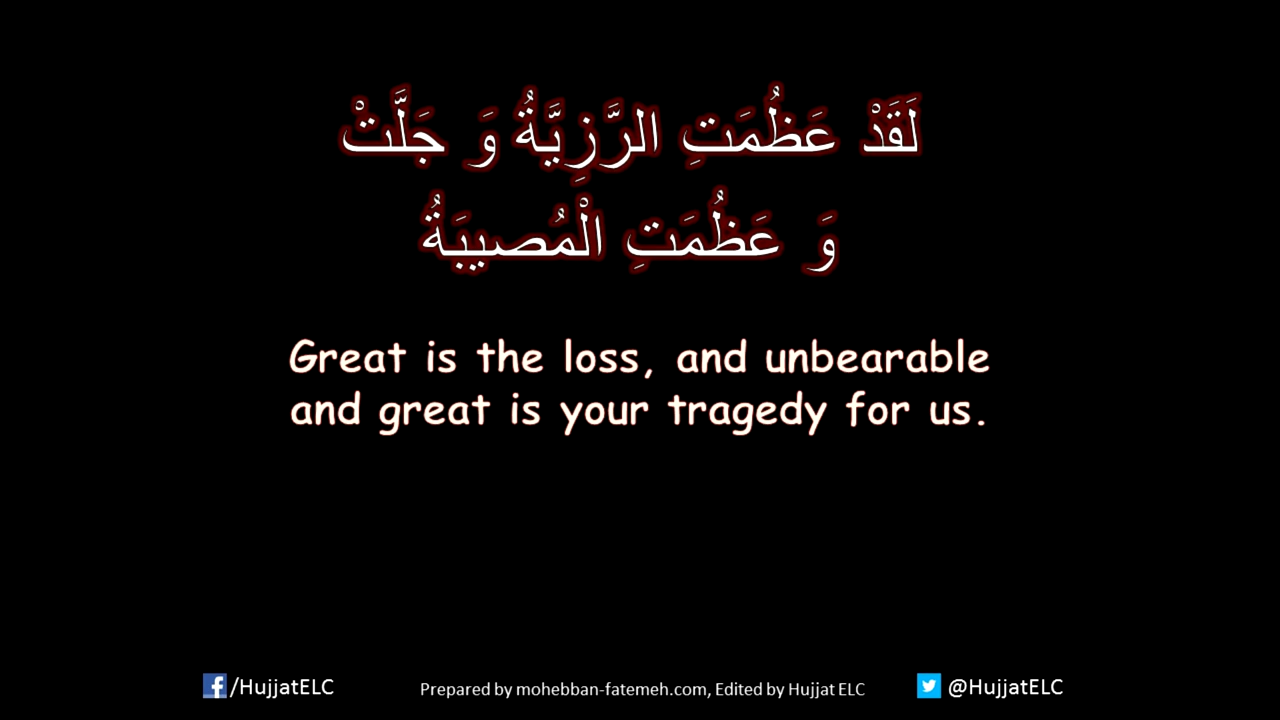 لَقَدْ عَظُمَتِ الرَّزِيَّةُ وَ جَلَّتْ
وَ عَظُمَتِ الْمُصيبَةُ
Great is the loss, and unbearable
and great is your tragedy for us.
/HujjatELC Prepared by mohebban-fatemeh.com, Edited by Hujjat ELC @HujjatELC